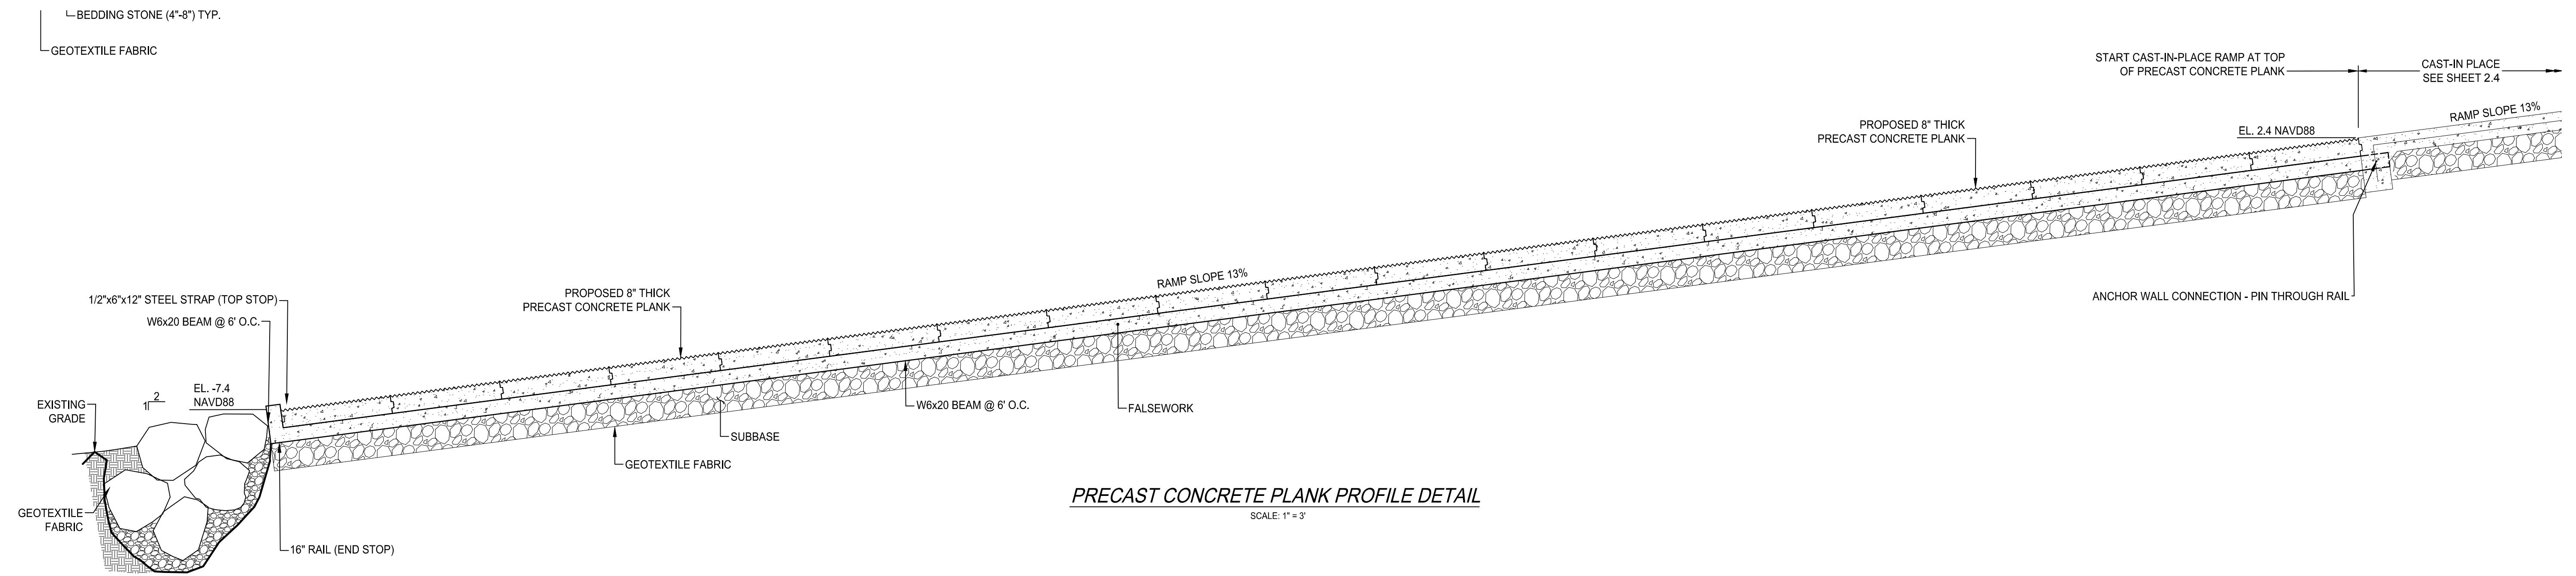 BEDDING STONE (4"-8") TYP.
GEOTEXTILE FABRIC
START CAST-IN-PLACE RAMP AT TOP
OF PRECAST CONCRETE PLANK
CAST-IN PLACE
SEE SHEET 2.4
RAMP SLOPE 13%
EL. 2.4 NAVD88
PROPOSED 8" THICK
PRECAST CONCRETE PLANK
ANCHOR WALL CONNECTION - PIN THROUGH RAIL
RAMP SLOPE 13%
PROPOSED 8" THICK
PRECAST CONCRETE PLANK
1/2"x6"x12" STEEL STRAP (TOP STOP)
W6x20 BEAM @ 6' O.C.
EL. -7.4
NAVD88
2
1
EXISTING
GRADE
W6x20 BEAM @ 6' O.C.
FALSEWORK
SUBBASE
GEOTEXTILE FABRIC
GEOTEXTILE
FABRIC
16" RAIL (END STOP)
PRECAST CONCRETE PLANK PROFILE DETAIL
SCALE: 1" = 3'